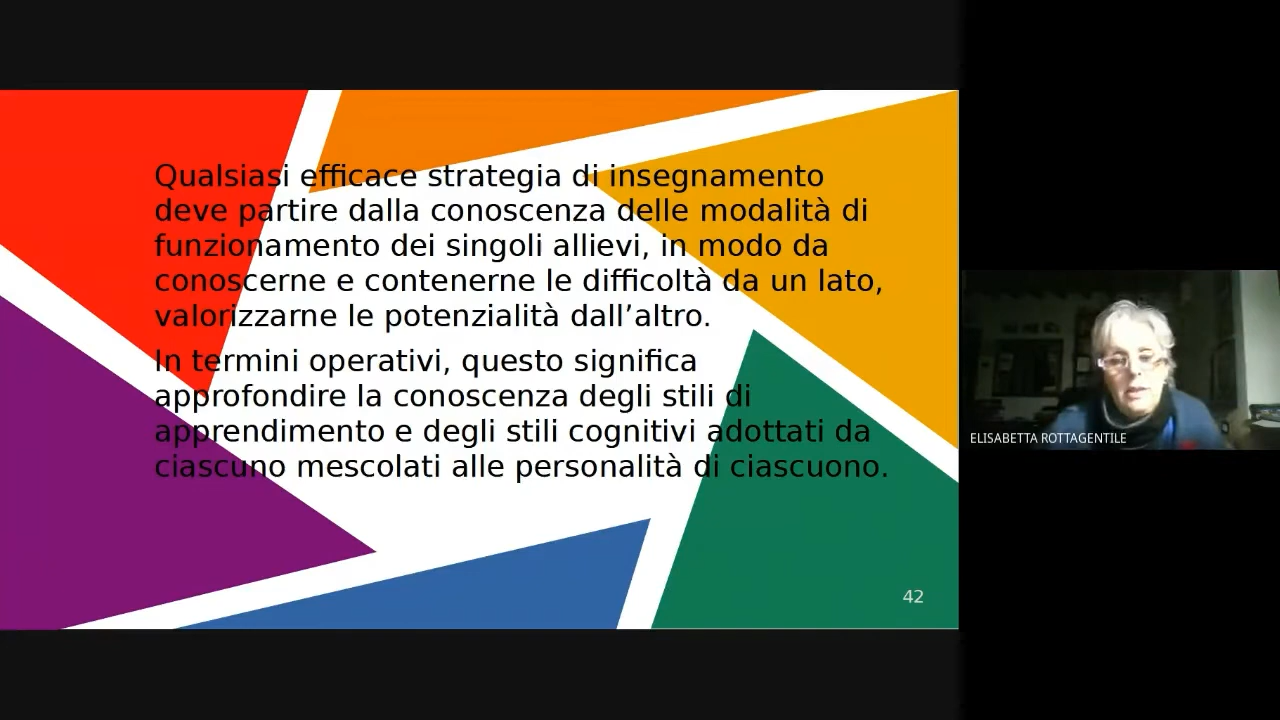 Qualsiasi efficace strategia di insegnamento
deve partire dalla conoscenza delle modalità di
funzionamento dei singoli allievi, in modo da
conoscerne e contenerne le difficoltà da un lato,
valorizzarne le potenzialità dall’altro.
In termini operativi, questo significa
approfondire la conoscenza degli stili di
apprendimento e degli stili cognitivi adottati da
ciascuno mescolati alle personalità di ciascuono.
42
ELISABETTA ROTTAGENTILE